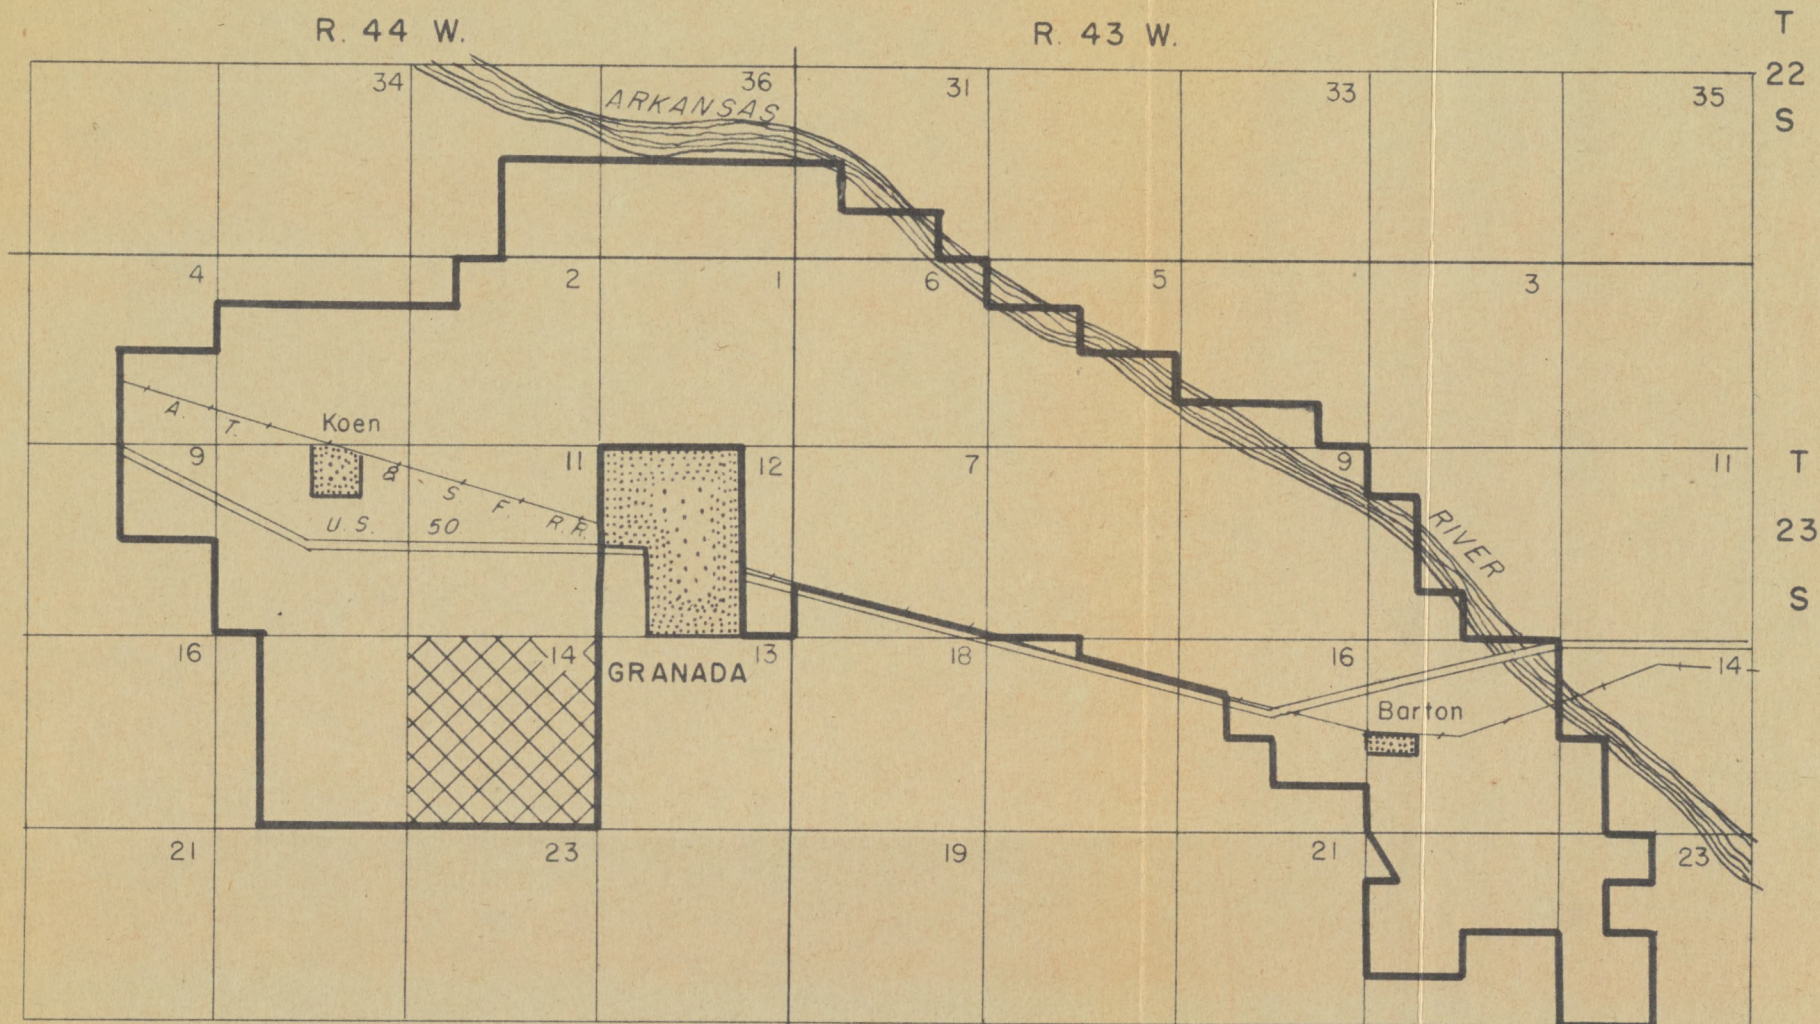 R. 44 W.
R. 43 W.
T
22
S
34
36
31
33
35
ARKANSAS
4
2
1
6
5
3
A. T. & S F. R.R.
Koen
9
11
12
7
9
11
T
23
S
U.S. 50
RIVER
16
14
GRANADA
13
18
16
14
Barton
21
23
19
21
23